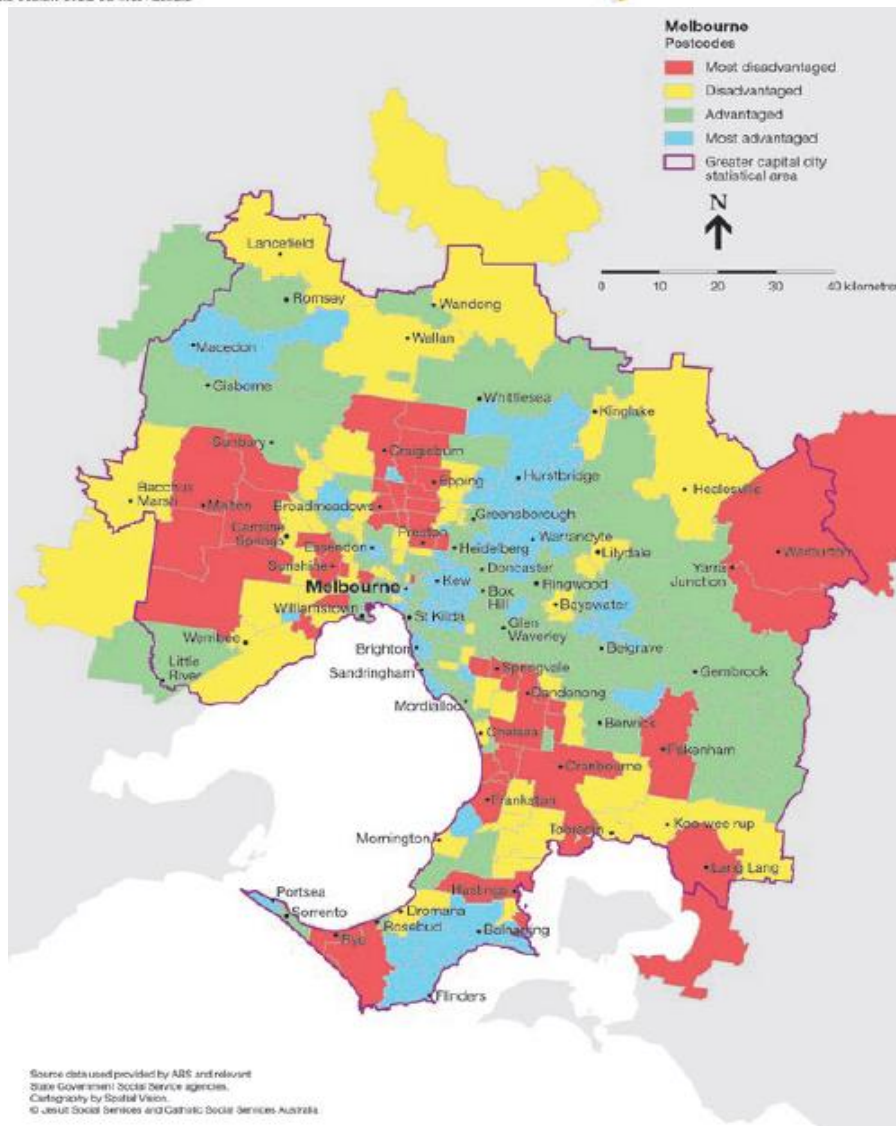 Melbourne
Postcodes
Most disadvantaged
Disadvantaged
Advantaged
Most advantaged
Greater capital city
statistical area
N
0 10 20 30 40 kilometres
Lancefield
Romsey
Wandong
Macedon
Wallan
Gisborne
Whittlesea
Kinglake
Sunbury
Craigieburn
Bacchus
Marsh
Melton
Epping
Hurstbridge
Healesville
Broadmeadows
Greensborough
Caroline
Springs
Preston
Warrandyte
Essendon
Heidelberg
Lilydale
Warburton
Sunshine
Doncaster
Yarra
Junction
Melbourne
Kew
Box
Hill
Ringwood
Williamstown
St Kilda
Bayswater
Werribee
Glen
Waverley
Brighton
Belgrave
Little
River
Sandringham
Springvale
Gembrook
Dandenong
Mordialloc
Berwick
Chelsea
Pakenham
Cranbourne
Frankston
Tooradin
Koo-wee-rup
Mornington
Lang Lang
Hastings
Portsea
Sorrento
Dromana
Rosebud
Balnarring
Rye
Flinders
Source data used provided by ABS and relevant
State Government Social Service agencies.
Cartography by Spatial Vision.
© Jesuit Social Services and Catholic Social Services Australia